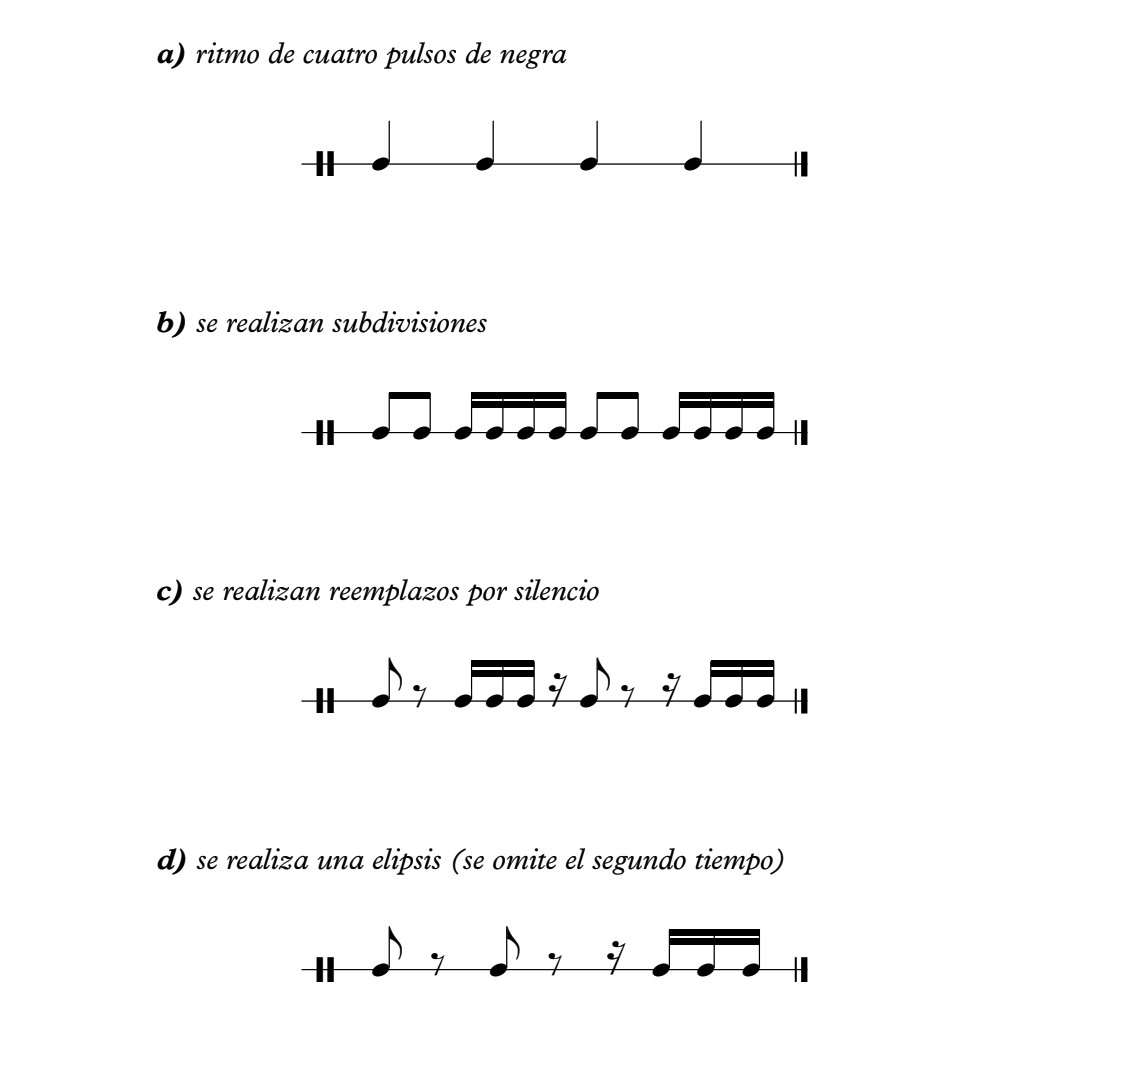 a) ritmo de cuatro pulsos de negra
b) se realizan subdivisiones
c) se realizan reemplazos por silencio
d) se realiza una elipsis (se omite el segundo tiempo)